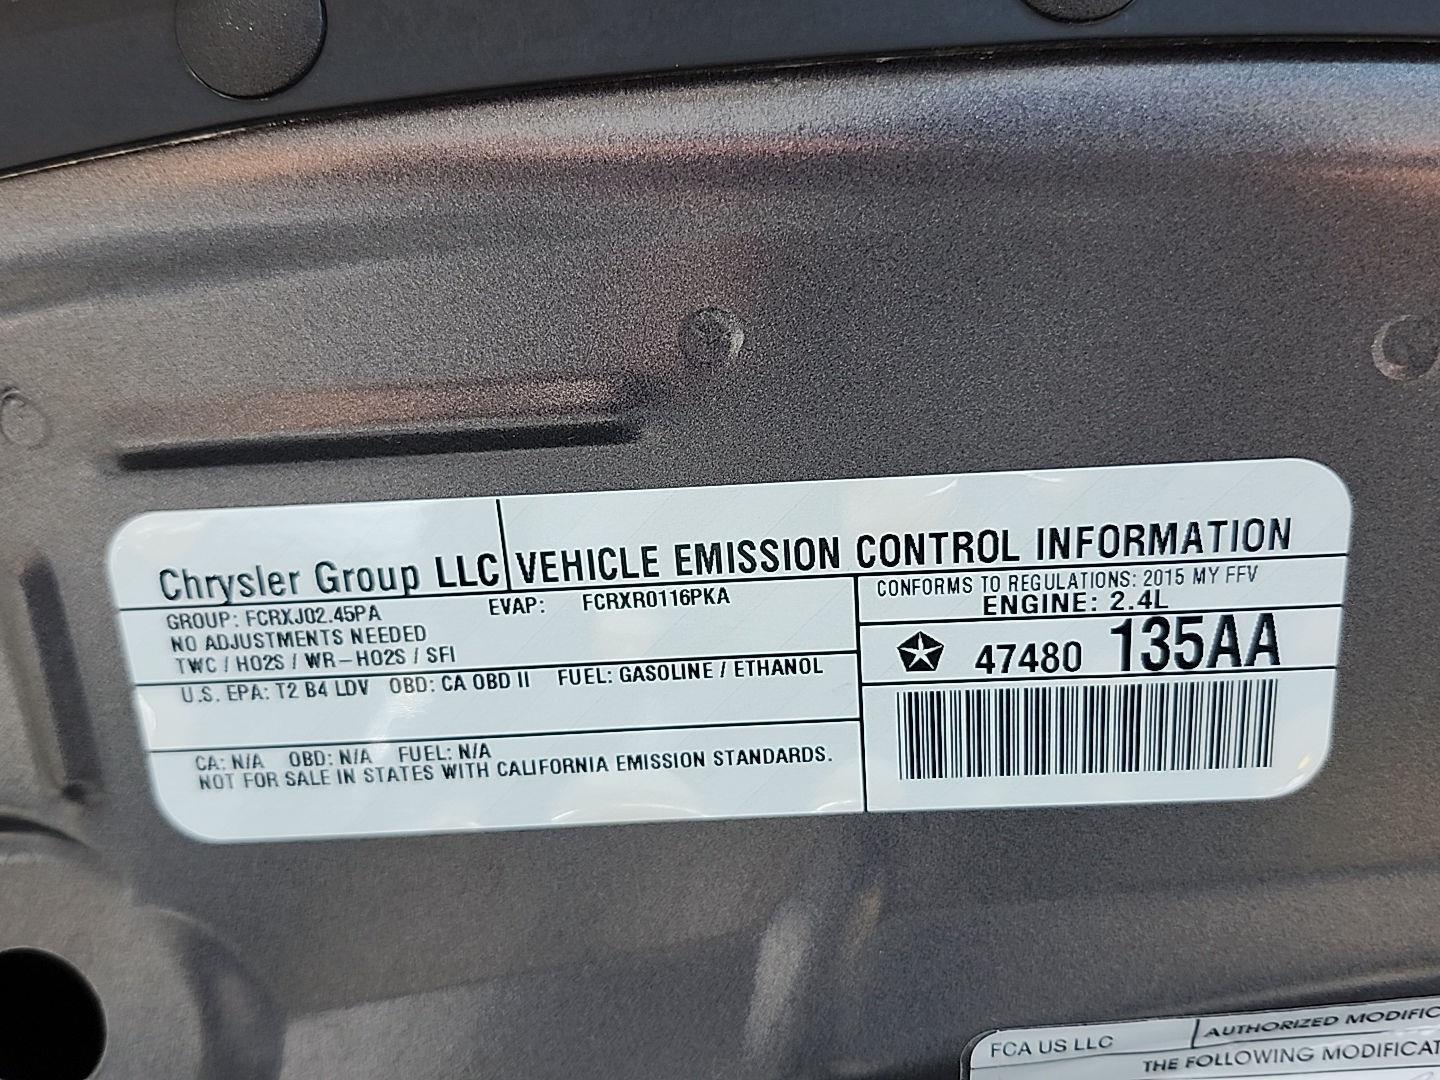 Chrysler Group LLC VEHICLE EMISSION CONTROL INFORMATION
GROUP: FCRXJ02.45PA EVAP: FCRXR0116PKA
NO ADJUSTMENTS NEEDED
TWC / HO2S / WR-HO2S / SFI
U.S. EPA: T2 B4 LDV OBD: CA OBD II FUEL: GASOLINE / ETHANOL
CA: N/A OBD: N/A FUEL: N/A
NOT FOR SALE IN STATES WITH CALIFORNIA EMISSION STANDARDS.
CONFORMS TO REGULATIONS: 2015 MY FFV
ENGINE: 2.4L
47480 135AA
FCA US LLC AUTHORIZED MODIFIC
THE FOLLOWING MODIFICAT